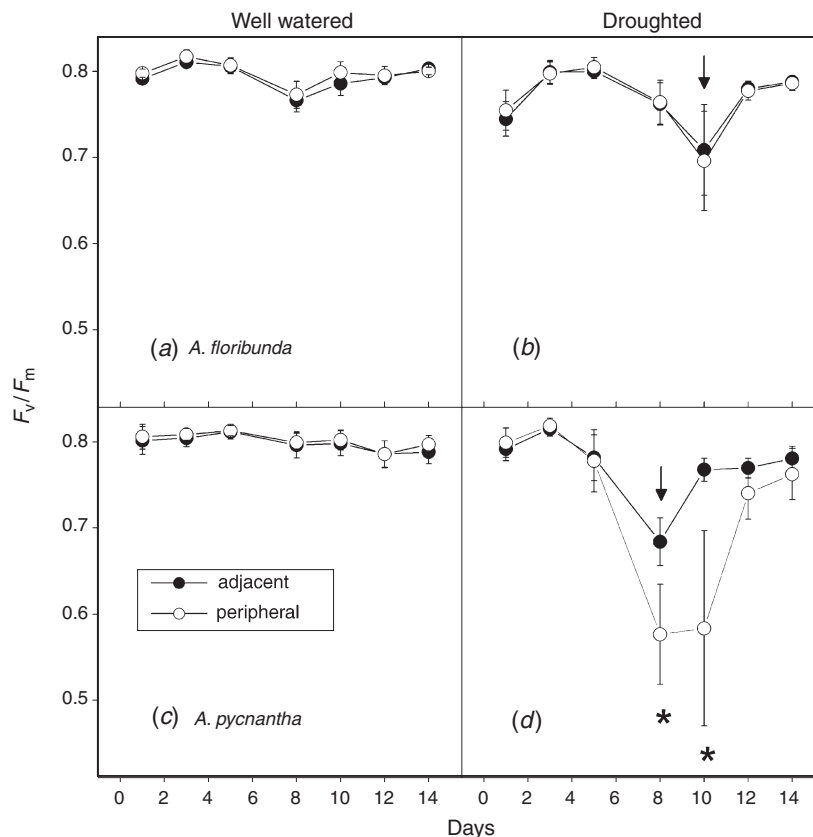 Well watered
Droughted
0.8
0.7
0.6
0.5
(a) A. floribunda
(b)
Fv/Fm
0.8
0.7
0.6
0.5
adjacent
peripheral
(c) A. pycnantha
(d)
*
*
0 2 4 6 8 10 12 14
0 2 4 6 8 10 12 14
Days